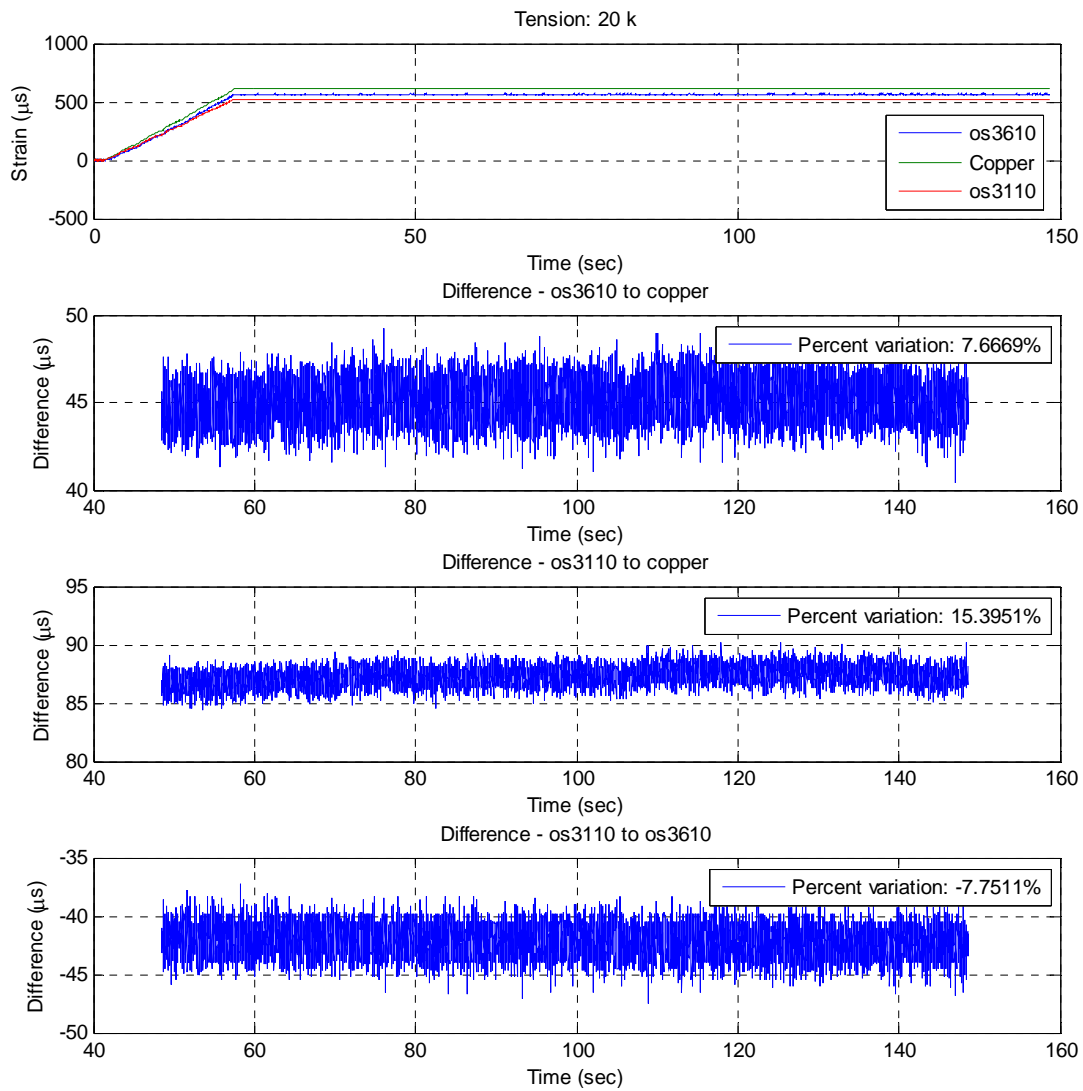 Tension: 20 k
1000
500
0
-500
Strain (μs)
os3610
Copper
os3110
0 50 100 150
Time (sec)
Difference - os3610 to copper
50
45
40
Difference (μs)
Percent variation: 7.6669%
40 60 80 100 120 140 160
Time (sec)
Difference - os3110 to copper
95
90
85
80
Difference (μs)
Percent variation: 15.3951%
40 60 80 100 120 140 160
Time (sec)
Difference - os3110 to os3610
-35
-40
-45
-50
Difference (μs)
Percent variation: -7.7511%
40 60 80 100 120 140 160
Time (sec)